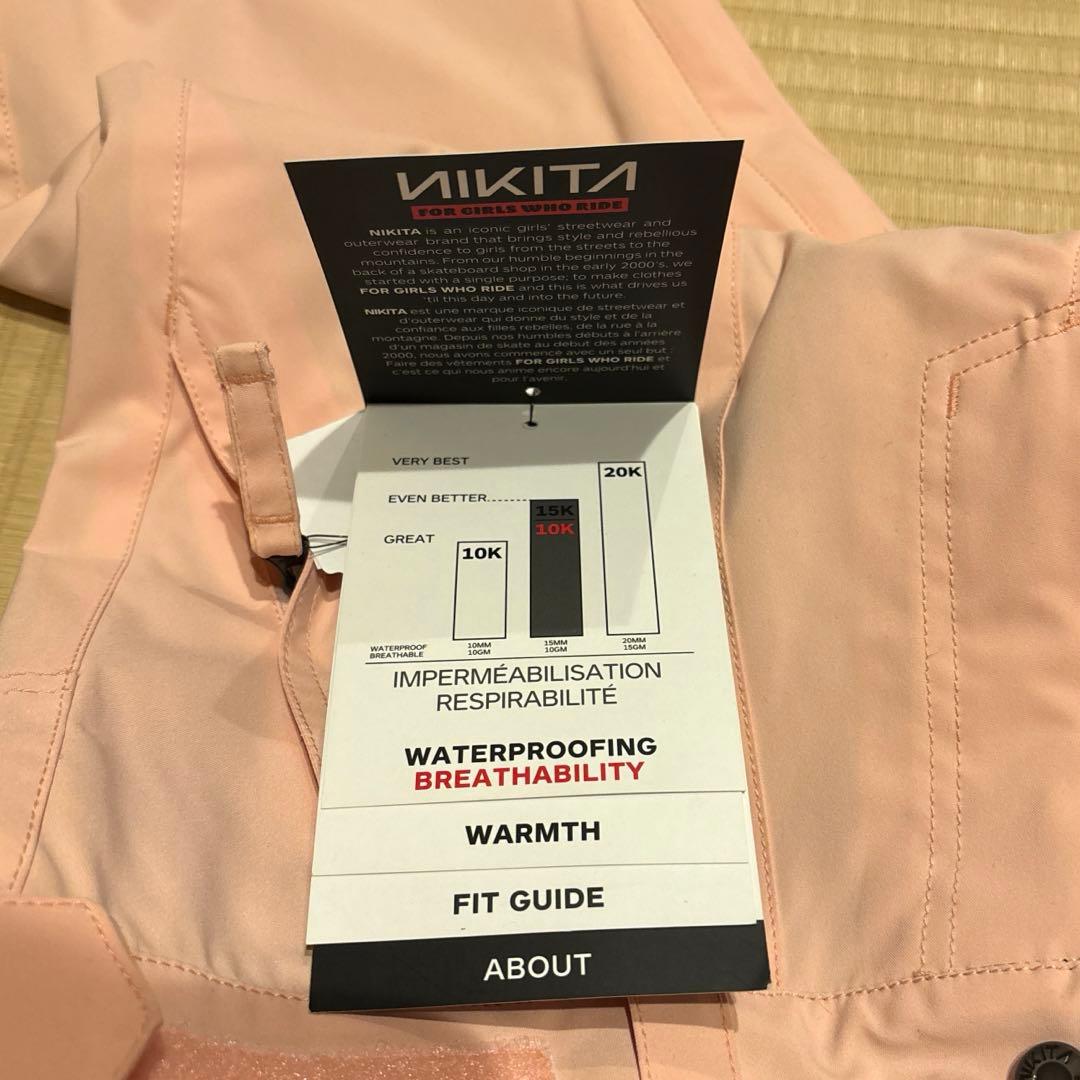 NIKITA
FOR GIRLS WHO RIDE
NIKITA is an iconic girls' streetwear and
outerwear brand that brings style and rebellious
confidence to girls from the streets to the
mountains. From our humble beginnings in the
back of a skateboard shop in the early 2000's, we
started with a single purpose; to make clothes
FOR GIRLS WHO RIDE and this is what drives us
'til this day and into the future.
NIKITA est une marque iconique de streetwear et
d'outerwear qui donne du style et de la
confiance aux filles rebelles, de la rue à la
montagne. Depuis nos humbles débuts à l'arrière
d'un magasin de skate au début des années
2000, nous avons commencé avec un seul but :
Faire des vêtements FOR GIRLS WHO RIDE et
c'est ce qui nous anime encore aujourd'hui et
pour l'avenir.
VERY BEST
20K
EVEN BETTER........
15K
10K
GREAT
10K
WATERPROOF
BREATHABLE
10MM
10GM
15MM
10GM
20MM
15GM
IMPERMÉABILISATION
RESPIRABILITÉ
WATERPROOFING
BREATHABILITY
WARMTH
FIT GUIDE
ABOUT
NIKITA